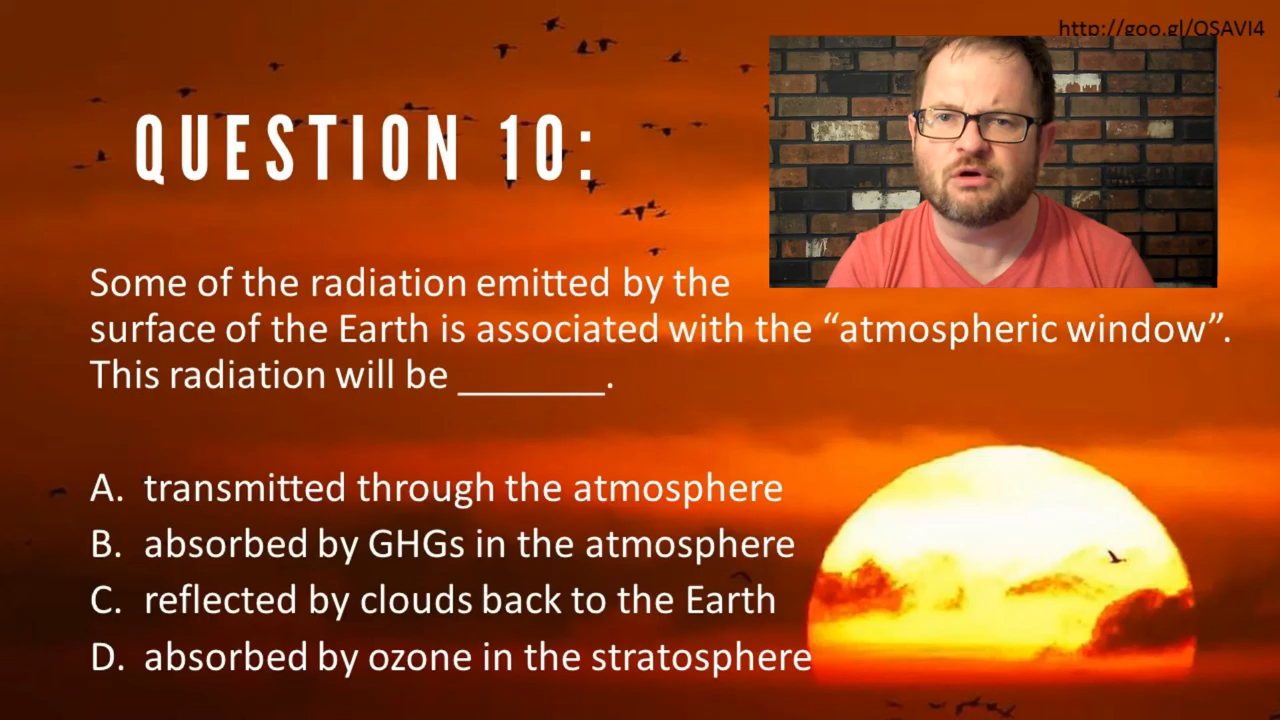 http://goo.gl/QSAVI4
QUESTION 10:
Some of the radiation emitted by the
surface of the Earth is associated with the “atmospheric window”.
This radiation will be _______.
A. transmitted through the atmosphere
B. absorbed by GHGs in the atmosphere
C. reflected by clouds back to the Earth
D. absorbed by ozone in the stratosphere